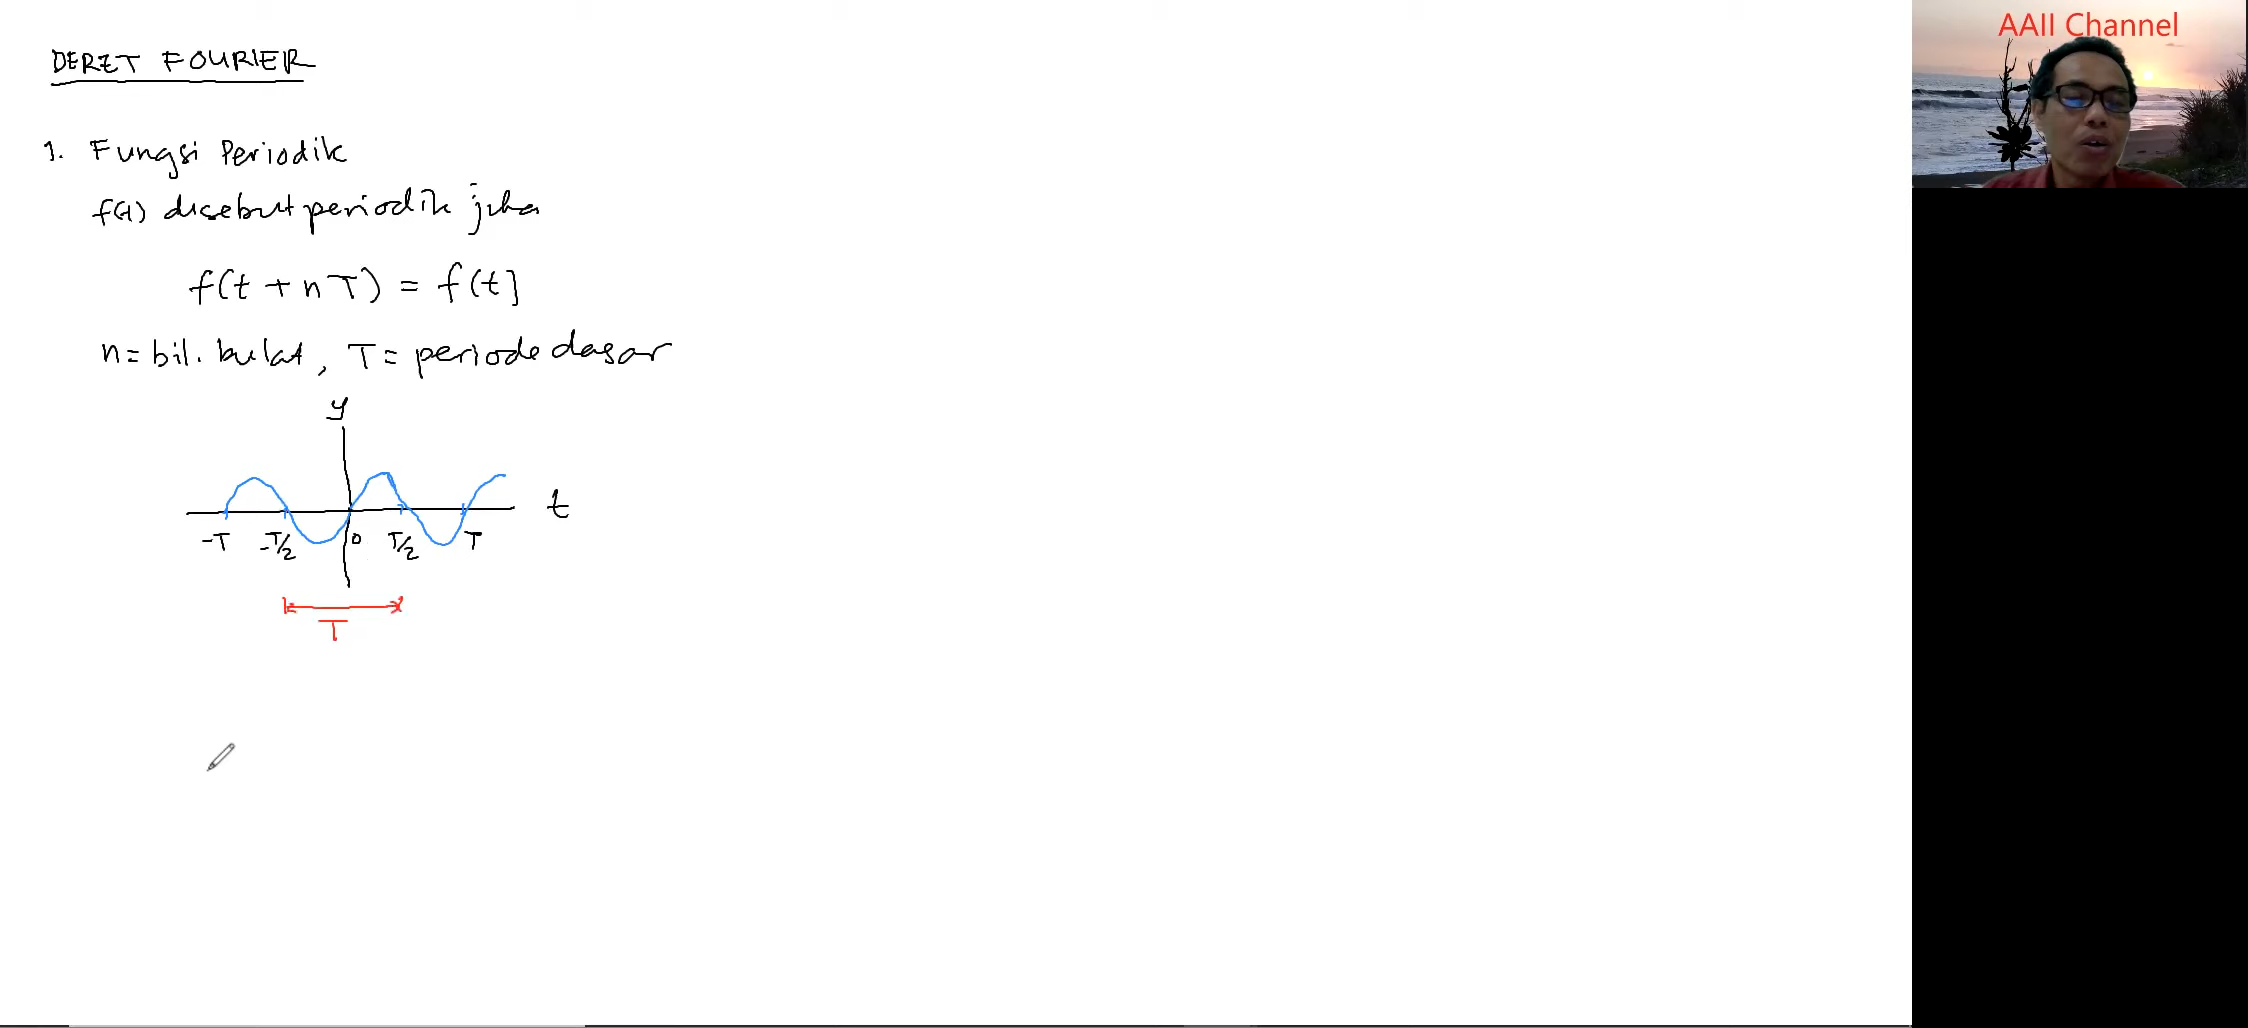 DERET FOURIER
1. Fungsi Periodik
f(t) disebut periodik jika
f(t + nT) = f(t)
n = bil. bulat, T = periode dasar
y
t
-T -T/2 0 T/2 T
T
AAII Channel